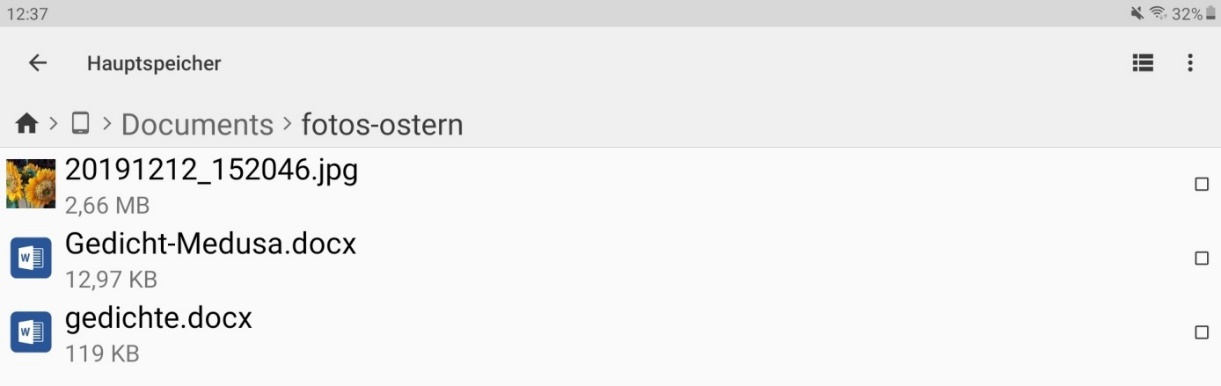 12:37 32%
Hauptspeicher
Documents > fotos-ostern
20191212_152046.jpg
2,66 MB
Gedicht-Medusa.docx
12,97 KB
gedichte.docx
119 KB